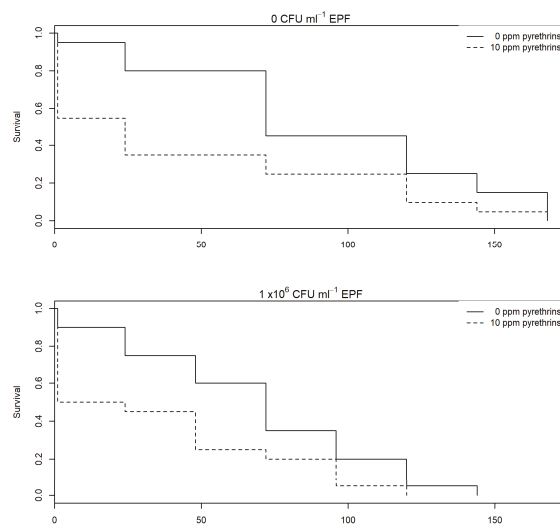 0 CFU ml⁻¹ EPF
0 ppm pyrethrins
10 ppm pyrethrins
Survival
1.0
0.8
0.6
0.4
0.2
0.0
0 50 100 150
1 x10⁶ CFU ml⁻¹ EPF
0 ppm pyrethrins
10 ppm pyrethrins
Survival
1.0
0.8
0.6
0.4
0.2
0.0
0 50 100 150